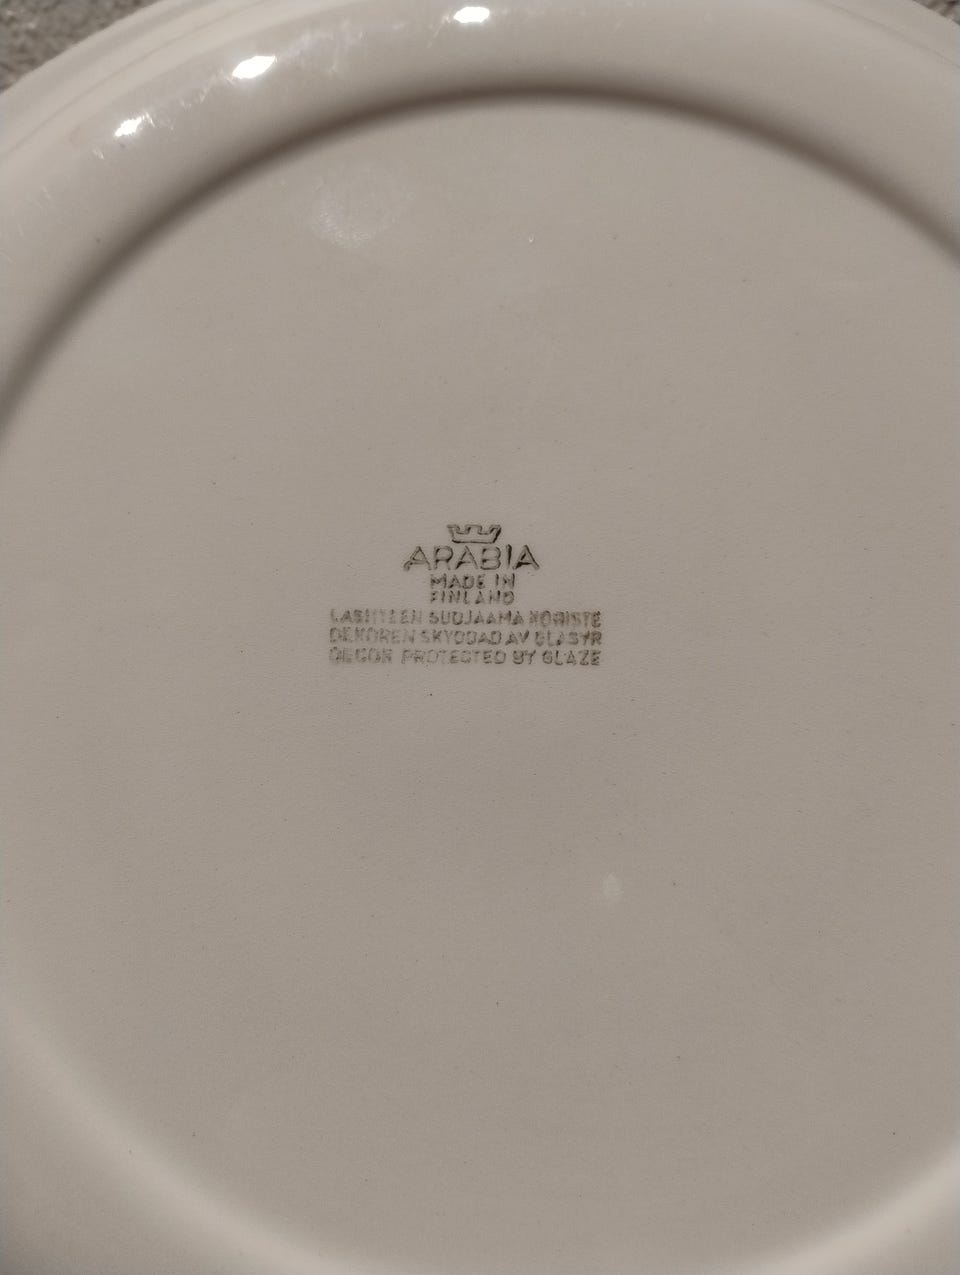 ARABIA
MADE IN
FINLAND
LASITTEEN SUOJAAMA KORISTE
DEKOREN SKYDDAD AV GLASYR
DECOR PROTECTED BY GLAZE